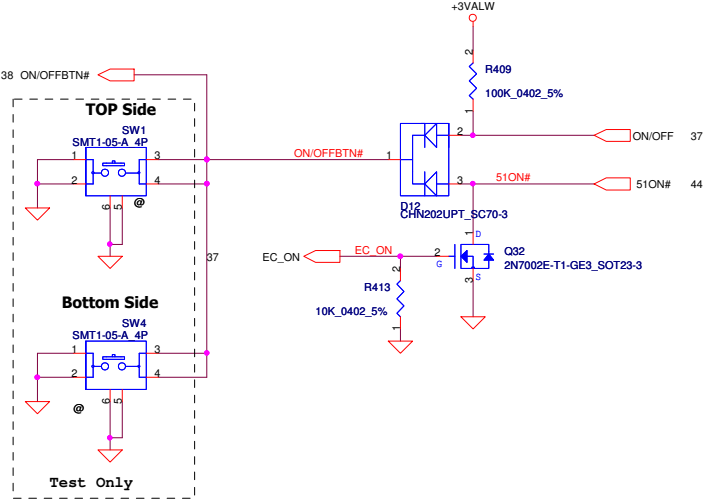 +3VALW
2
R409
100K_0402_5%
1
38 ON/OFFBTN#
TOP Side
SW1
SMT1-05-A_4P
1
3
2
4
6
5
@
ON/OFFBTN#
1
2
ON/OFF 37
3
51ON#
51ON# 44
D12
CHN202UPT_SC70-3
37
EC_ON
EC_ON
2
G
1
D
Q32
2N7002E-T1-GE3_SOT23-3
S
3
2
R413
10K_0402_5%
1
Bottom Side
SW4
SMT1-05-A_4P
1
3
2
4
6
5
@
Test Only